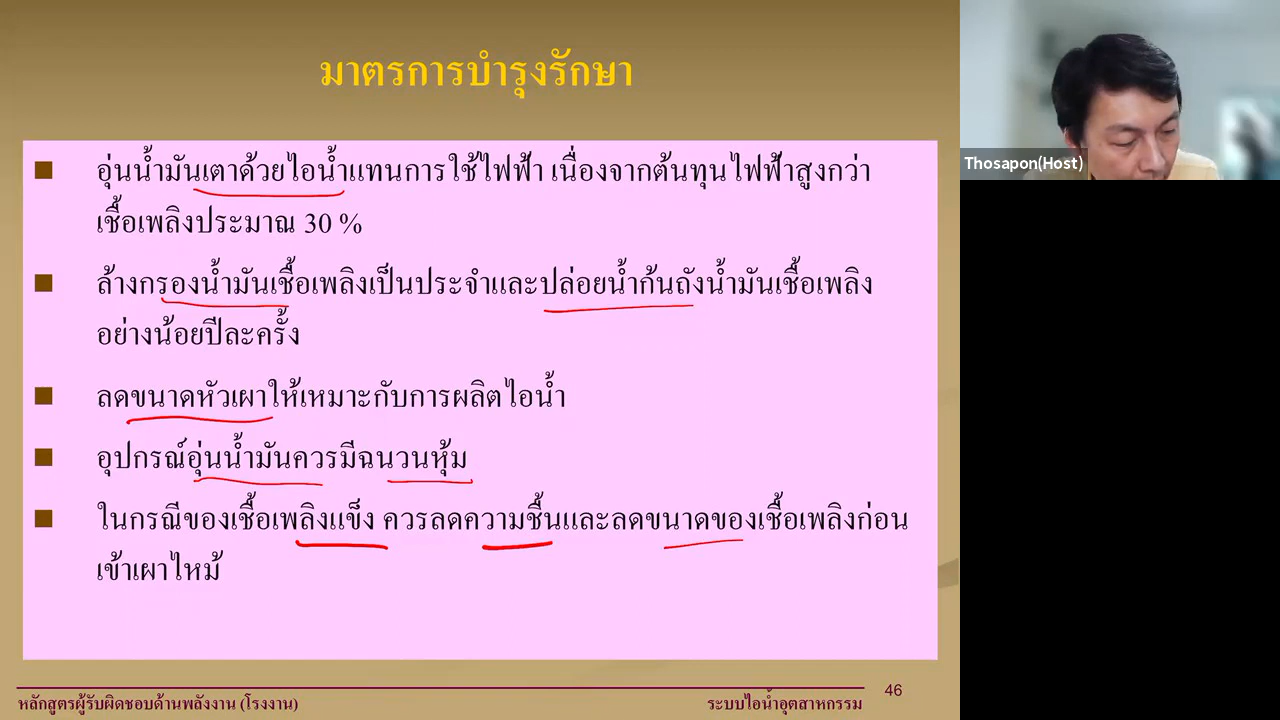 มาตรการบำรุงรักษา
อุ่นน้ำมันเตาด้วยไอน้ำแทนการใช้ไฟฟ้า เนื่องจากต้นทุนไฟฟ้าสูงกว่า
เชื้อเพลิงประมาณ 30 %
ล้างกรองน้ำมันเชื้อเพลิงเป็นประจำและปล่อยน้ำก้นถังน้ำมันเชื้อเพลิง
อย่างน้อยปีละครั้ง
ลดขนาดหัวเผาให้เหมาะกับการผลิตไอน้ำ
อุปกรณ์อุ่นน้ำมันควรมีฉนวนหุ้ม
ในกรณีของเชื้อเพลิงแข็ง ควรลดความชื้นและลดขนาดของเชื้อเพลิงก่อน
เข้าเผาไหม้
หลักสูตรผู้รับผิดชอบด้านพลังงาน (โรงงาน)
ระบบไอน้ำอุตสาหกรรม
46
Thosapon(Host)